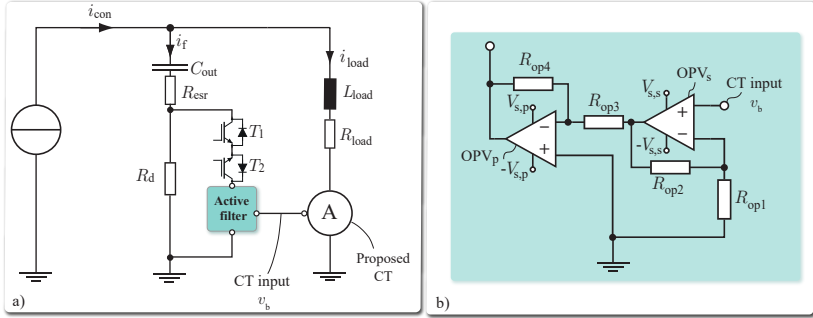 i_con
i_f
C_out
R_esr
R_d
T_1
T_2
Active
filter
i_load
L_load
R_load
A
Proposed
CT
CT input
v_b
a)
R_op4
V_s,p
-V_s,p
OPV_p
R_op3
V_s,s
-V_s,s
OPV_s
CT input
v_b
R_op2
R_op1
−
+
+
−
b)